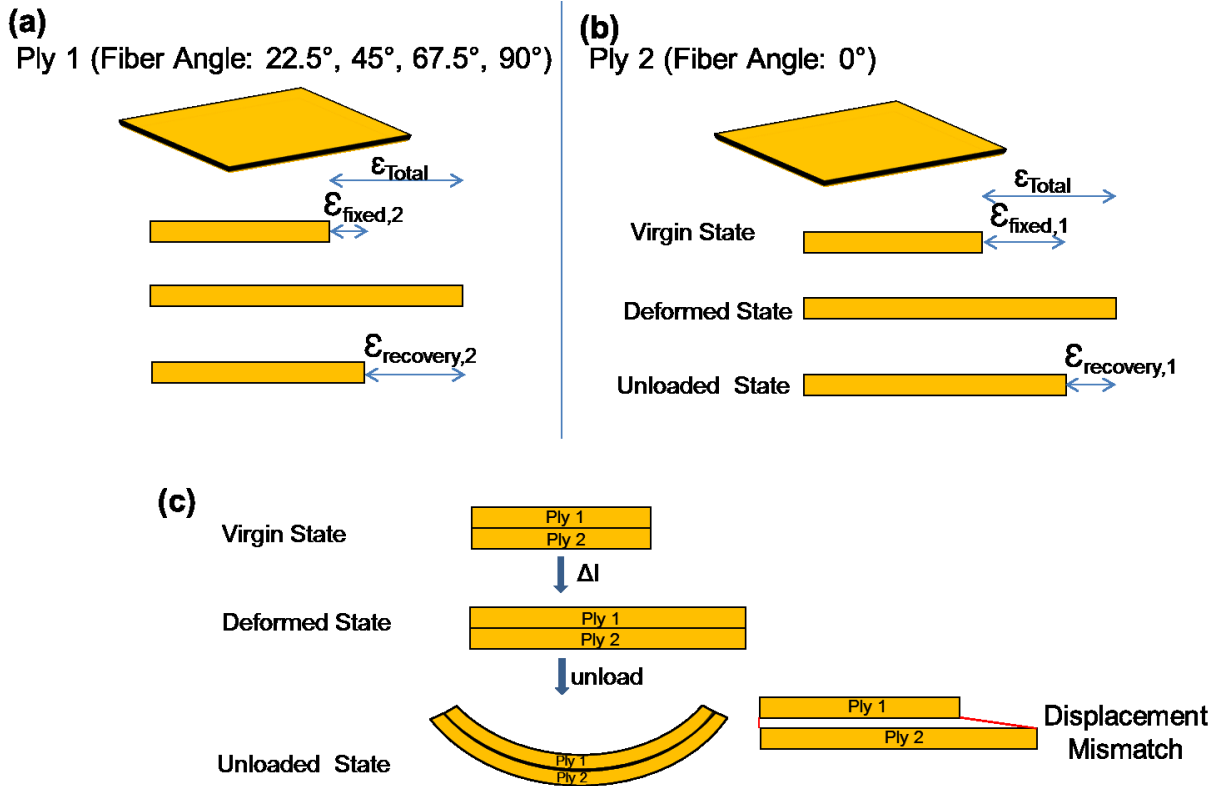 (a)
Ply 1 (Fiber Angle: 22.5°, 45°, 67.5°, 90°)
εTotal
εfixed,2
εrecovery,2
(b)
Ply 2 (Fiber Angle: 0°)
εTotal
εfixed,1
Virgin State
Deformed State
εrecovery,1
Unloaded State
(c)
Virgin State
Ply 1
Ply 2
Δl
Deformed State
Ply 1
Ply 2
unload
Unloaded State
Ply 1
Ply 2
Ply 1
Ply 2
Displacement
Mismatch